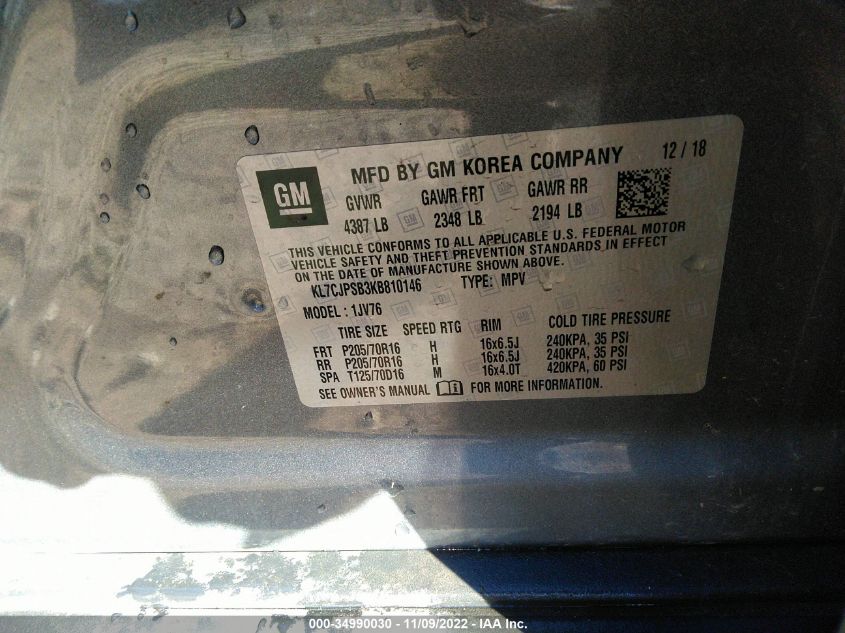 GM
MFD BY GM KOREA COMPANY 12 / 18
GVWR GAWR FRT GAWR RR
4387 LB 2348 LB 2194 LB
THIS VEHICLE CONFORMS TO ALL APPLICABLE U.S. FEDERAL MOTOR
VEHICLE SAFETY AND THEFT PREVENTION STANDARDS IN EFFECT
ON THE DATE OF MANUFACTURE SHOWN ABOVE.
KL7CJPSB3KB810146 TYPE: MPV
MODEL : 1JV76
TIRE SIZE SPEED RTG RIM COLD TIRE PRESSURE
FRT P205/70R16 H 16x6.5J 240KPA, 35 PSI
RR P205/70R16 H 16x6.5J 240KPA, 35 PSI
SPA T125/70D16 M 16x4.0T 420KPA, 60 PSI
SEE OWNER'S MANUAL FOR MORE INFORMATION.
000-34990030 - 11/09/2022 - IAA Inc.